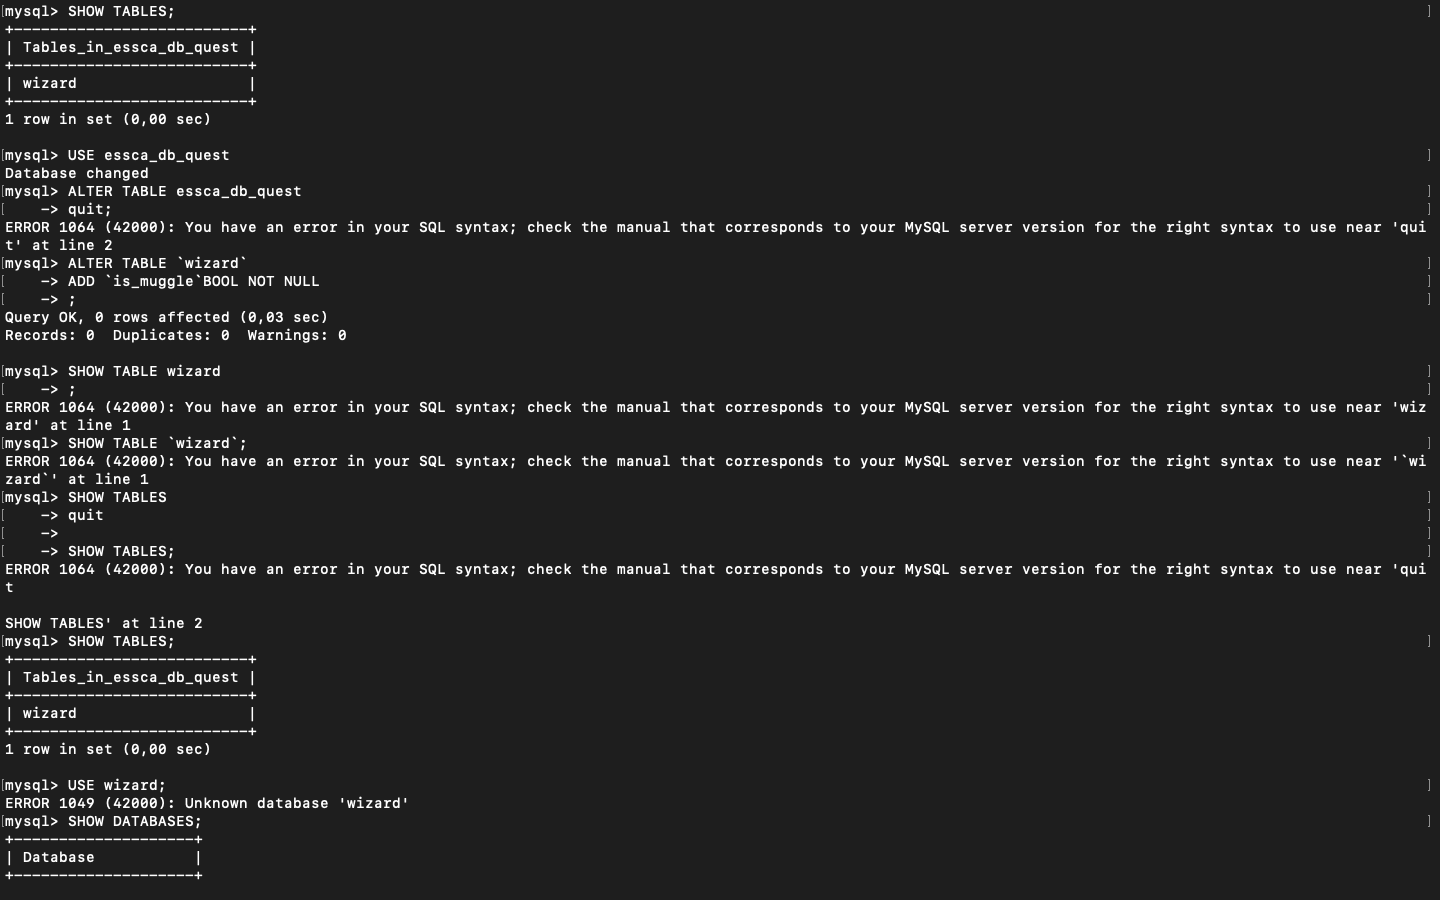 [mysql> SHOW TABLES; ]
+--------------------------+
| Tables_in_essca_db_quest |
+--------------------------+
| wizard                   |
+--------------------------+
1 row in set (0,00 sec)

[mysql> USE essca_db_quest ]
Database changed
[mysql> ALTER TABLE essca_db_quest ]
[    -> quit; ]
ERROR 1064 (42000): You have an error in your SQL syntax; check the manual that corresponds to your MySQL server version for the right syntax to use near 'qui
t' at line 2
[mysql> ALTER TABLE `wizard` ]
[    -> ADD `is_muggle`BOOL NOT NULL ]
[    -> ; ]
Query OK, 0 rows affected (0,03 sec)
Records: 0  Duplicates: 0  Warnings: 0

[mysql> SHOW TABLE wizard ]
[    -> ; ]
ERROR 1064 (42000): You have an error in your SQL syntax; check the manual that corresponds to your MySQL server version for the right syntax to use near 'wiz
ard' at line 1
[mysql> SHOW TABLE `wizard`; ]
ERROR 1064 (42000): You have an error in your SQL syntax; check the manual that corresponds to your MySQL server version for the right syntax to use near '`wi
zard`' at line 1
[mysql> SHOW TABLES ]
[    -> quit ]
[    -> ]
[    -> SHOW TABLES; ]
ERROR 1064 (42000): You have an error in your SQL syntax; check the manual that corresponds to your MySQL server version for the right syntax to use near 'qui
t

SHOW TABLES' at line 2
[mysql> SHOW TABLES; ]
+--------------------------+
| Tables_in_essca_db_quest |
+--------------------------+
| wizard                   |
+--------------------------+
1 row in set (0,00 sec)

[mysql> USE wizard; ]
ERROR 1049 (42000): Unknown database 'wizard'
[mysql> SHOW DATABASES; ]
+--------------------+
| Database           |
+--------------------+